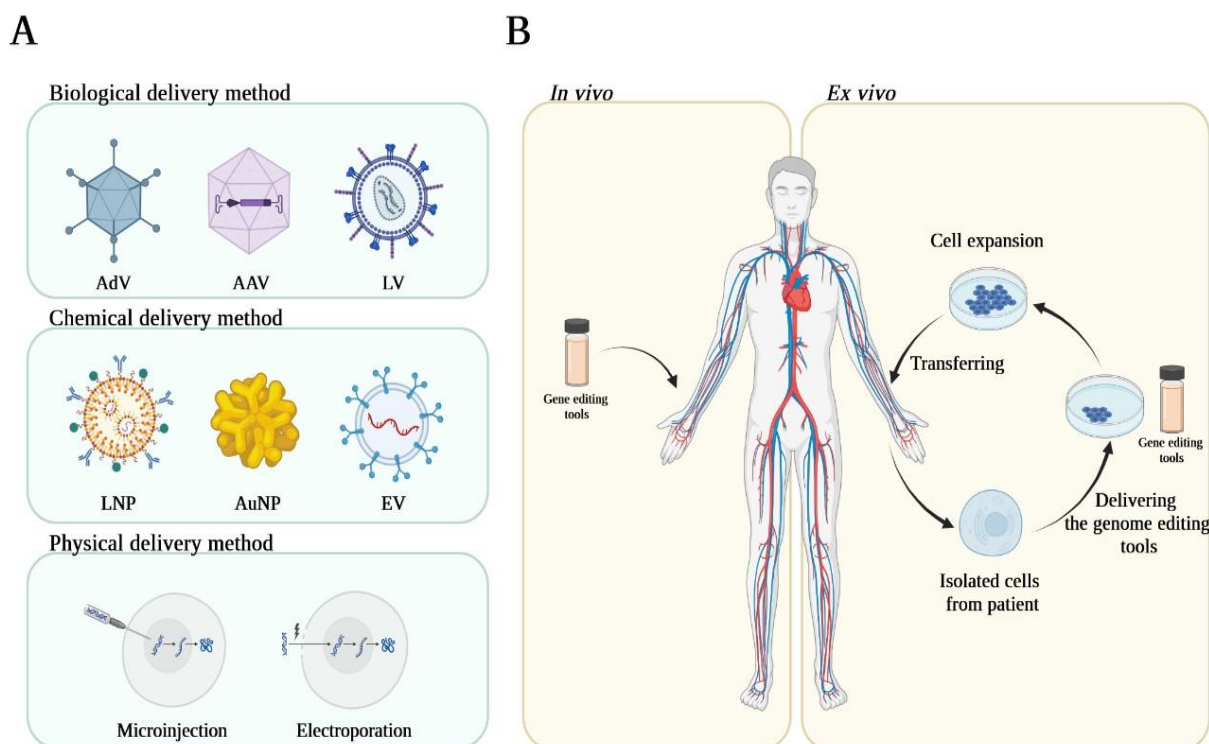 A
Biological delivery method
AdV
AAV
LV
Chemical delivery method
LNP
AuNP
EV
Physical delivery method
Microinjection
Electroporation
B
In vivo
Ex vivo
Gene editing
tools
Cell expansion
Transferring
Gene editing
tools
Delivering
the genome editing
tools
Isolated cells
from patient